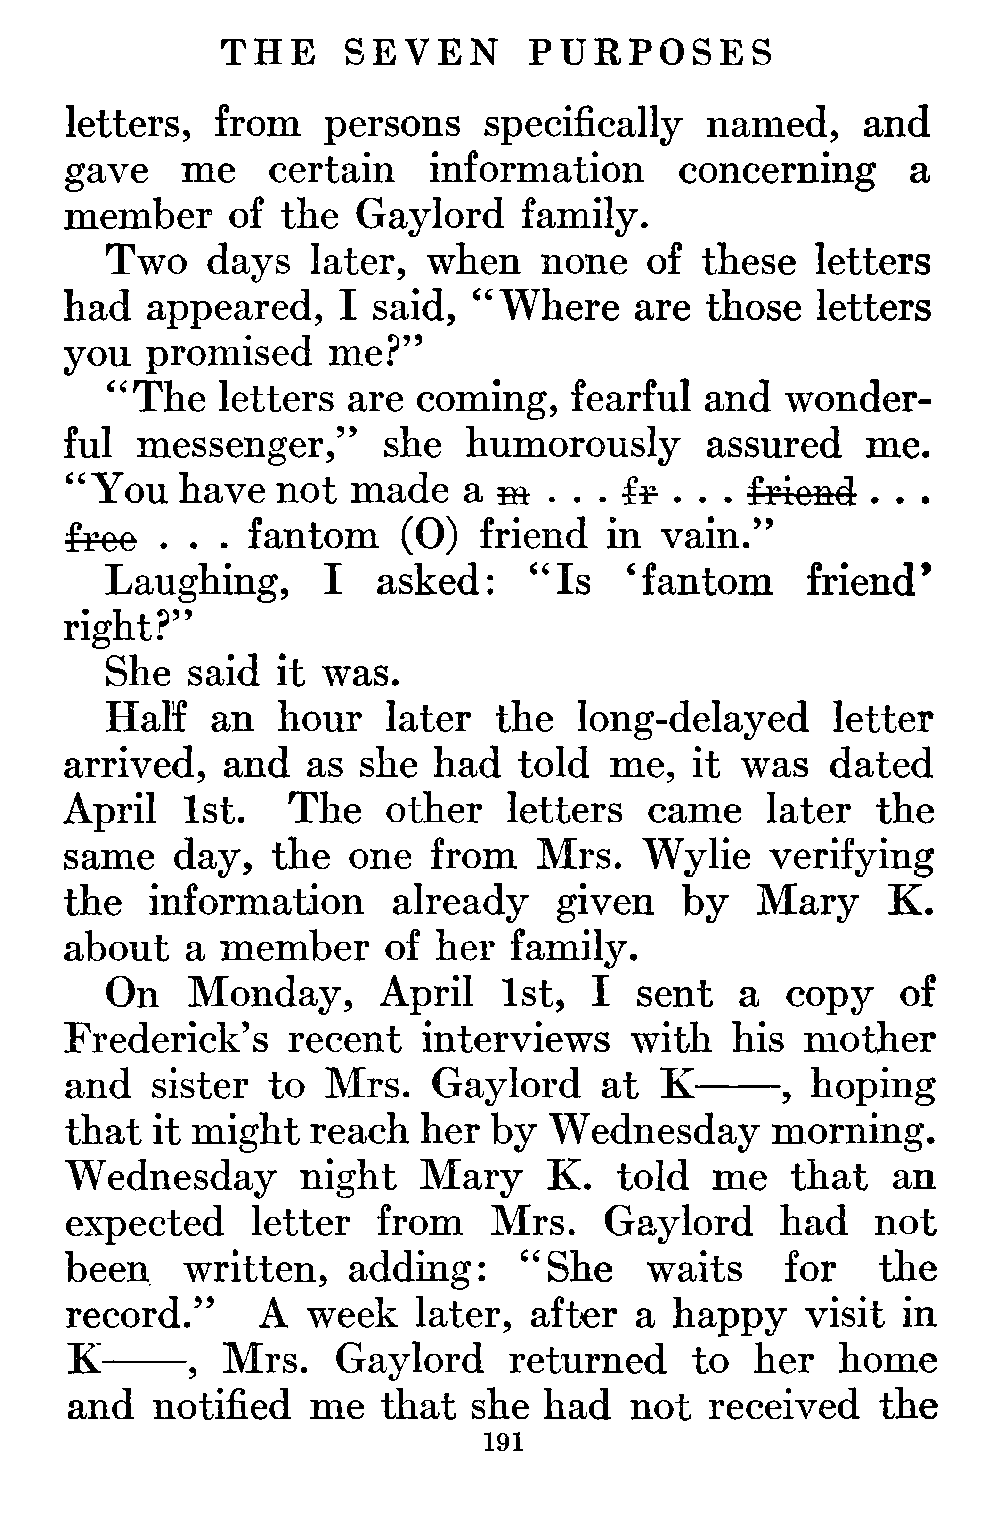 THE SEVEN PURPOSES
letters, from persons specifically named, and
gave me certain information concerning a
member of the Gaylord family.
Two days later, when none of these letters
had appeared, I said, “Where are those letters
you promised me?”
“The letters are coming, fearful and wonder-
ful messenger,” she humorously assured me.
“You have not made a m . . . fr . . . friend . . .
free . . . fantom (O) friend in vain.”
Laughing, I asked: “Is ‘fantom friend’
right?”
She said it was.
Half an hour later the long-delayed letter
arrived, and as she had told me, it was dated
April 1st. The other letters came later the
same day, the one from Mrs. Wylie verifying
the information already given by Mary K.
about a member of her family.
On Monday, April 1st, I sent a copy of
Frederick’s recent interviews with his mother
and sister to Mrs. Gaylord at K——, hoping
that it might reach her by Wednesday morning.
Wednesday night Mary K. told me that an
expected letter from Mrs. Gaylord had not
been written, adding: “She waits for the
record.” A week later, after a happy visit in
K——, Mrs. Gaylord returned to her home
and notified me that she had not received the
191